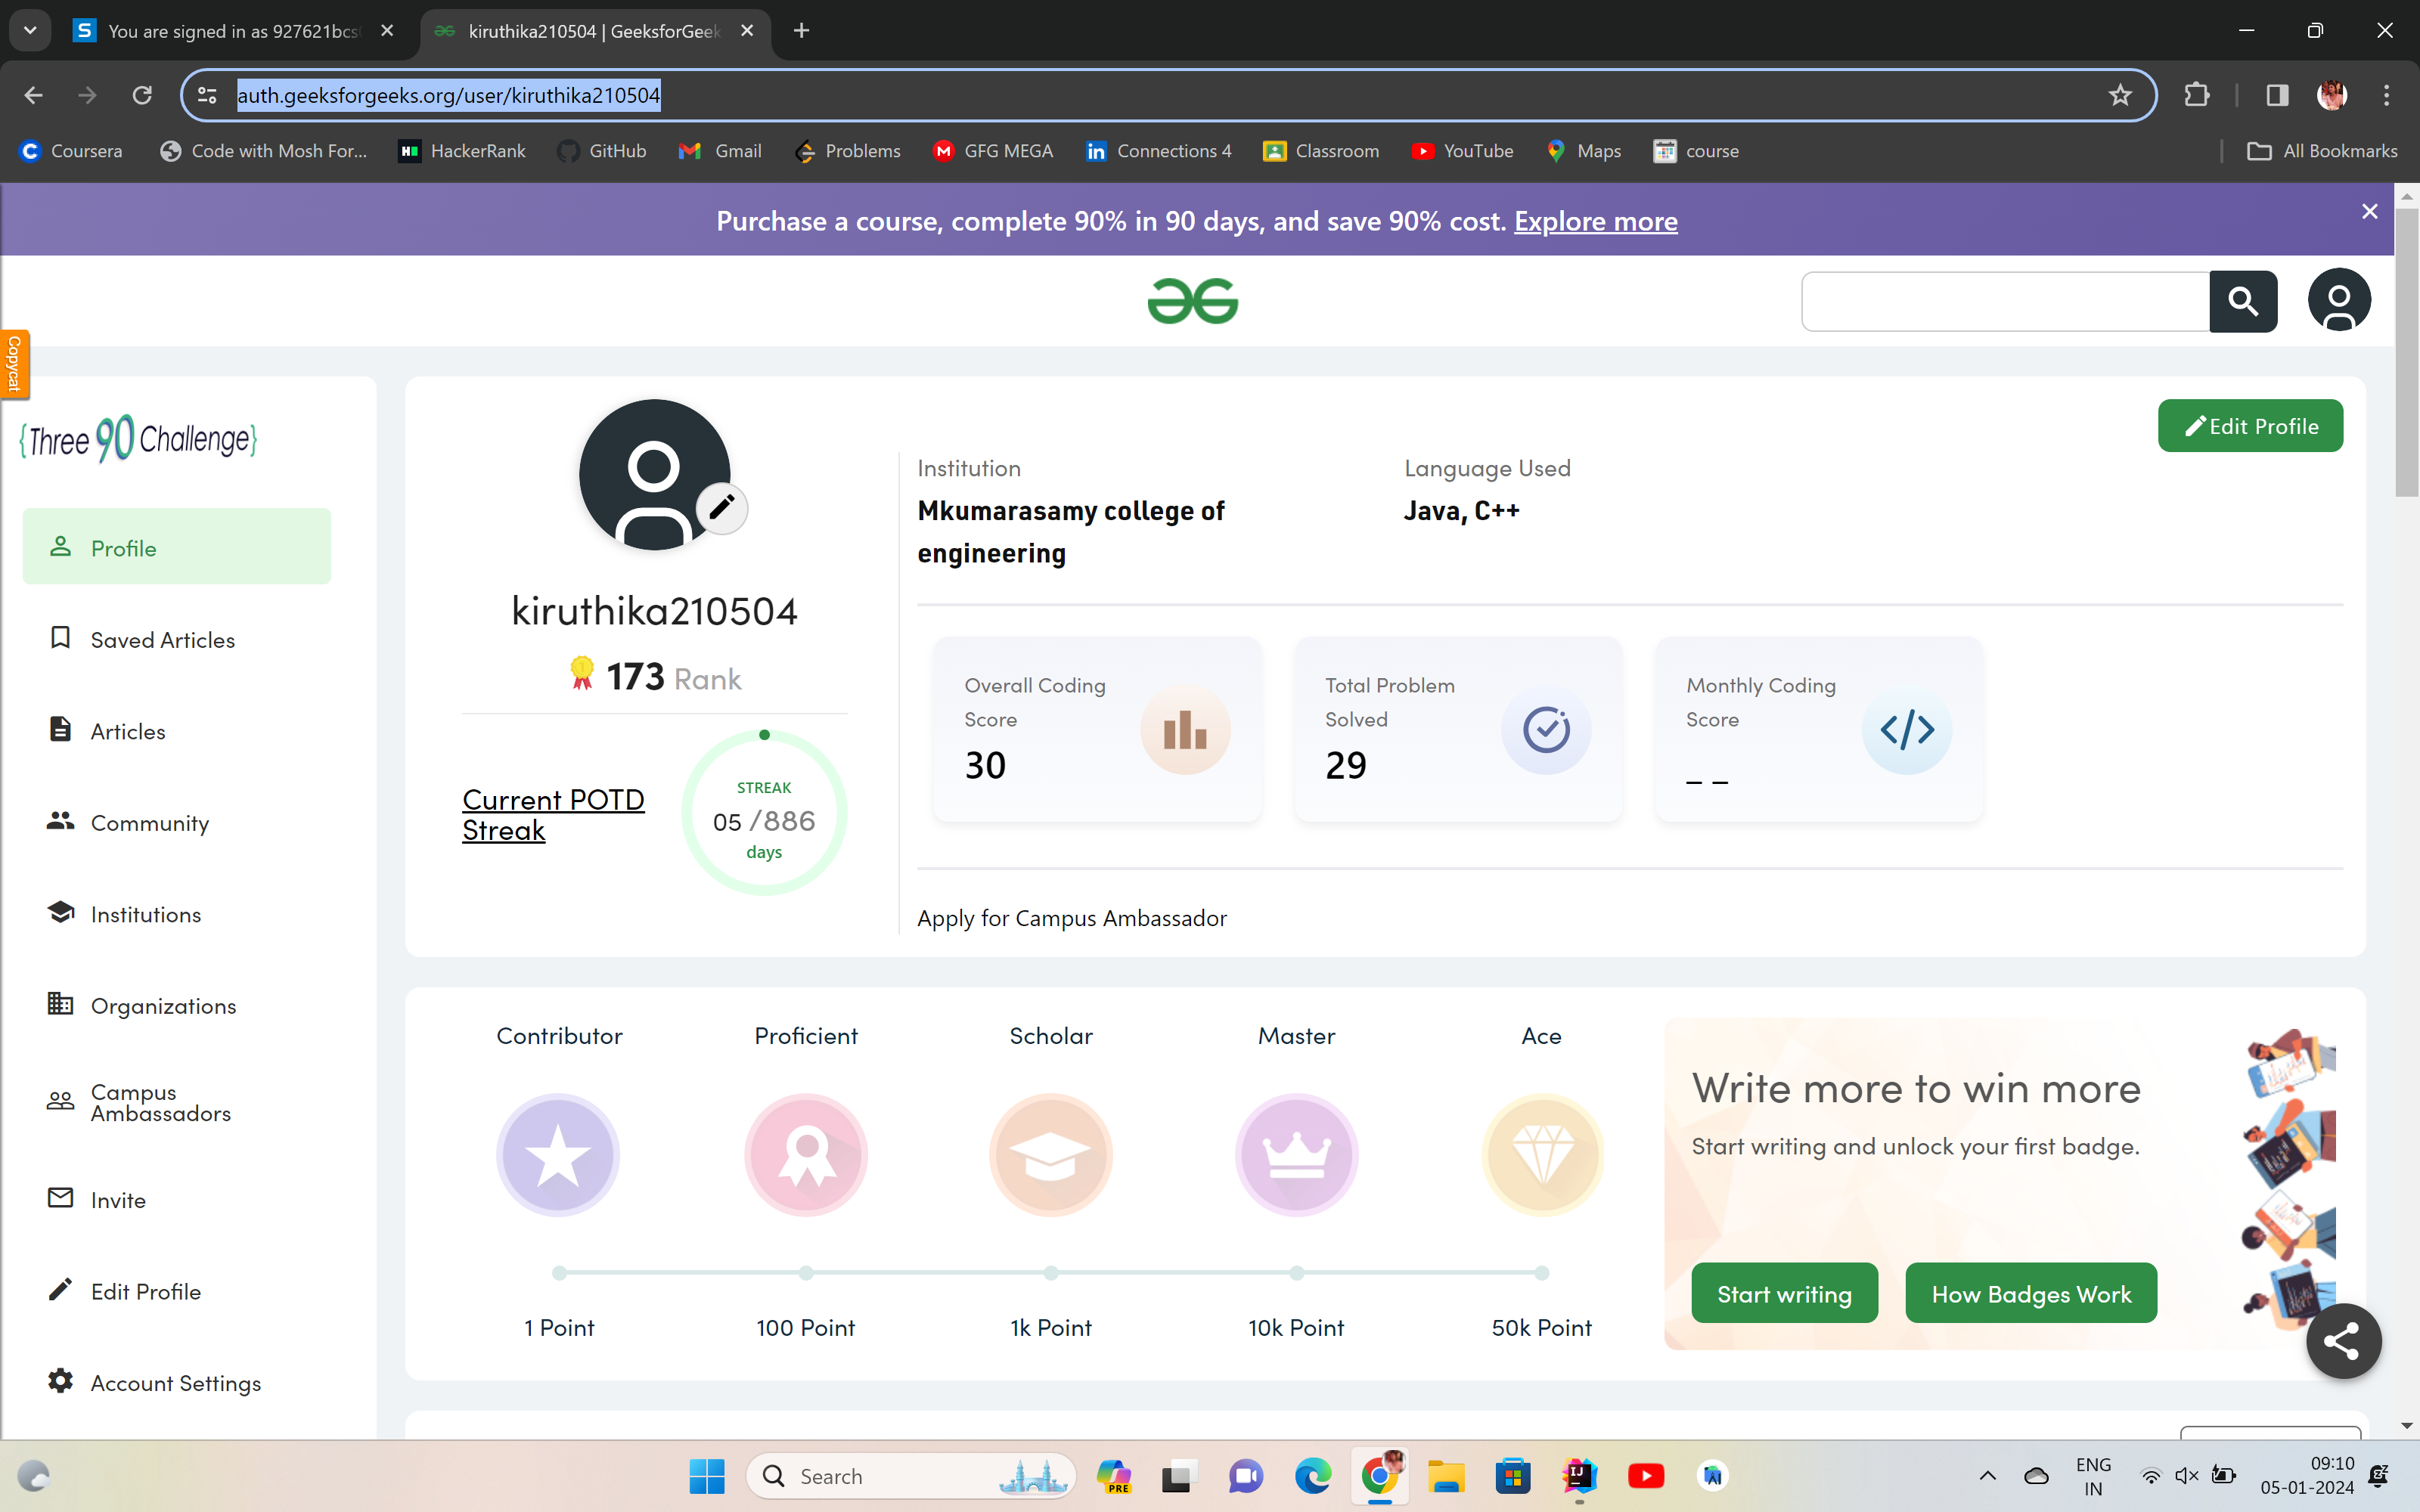 You are signed in as 927621bcs
kiruthika210504 | GeeksforGeek
auth.geeksforgeeks.org/user/kiruthika210504
Coursera
Code with Mosh For...
HackerRank
GitHub
Gmail
Problems
GFG MEGA
Connections 4
Classroom
YouTube
Maps
course
All Bookmarks
Purchase a course, complete 90% in 90 days, and save 90% cost. Explore more
Copycat
{Three 90 Challenge}
Profile
Saved Articles
Articles
Community
Institutions
Organizations
Campus
Ambassadors
Invite
Edit Profile
Account Settings
kiruthika210504
1
173 Rank
Current POTD
Streak
STREAK
05 /886
days
Edit Profile
Institution
Mkumarasamy college of
engineering
Language Used
Java, C++
Overall Coding
Score
30
Total Problem
Solved
29
Monthly Coding
Score
_ _
Apply for Campus Ambassador
Contributor
Proficient
Scholar
Master
Ace
1 Point
100 Point
1k Point
10k Point
50k Point
Write more to win more
Start writing and unlock your first badge.
Start writing
How Badges Work
Search
PRE
IJ
ENG
IN
09:10
05-01-2024